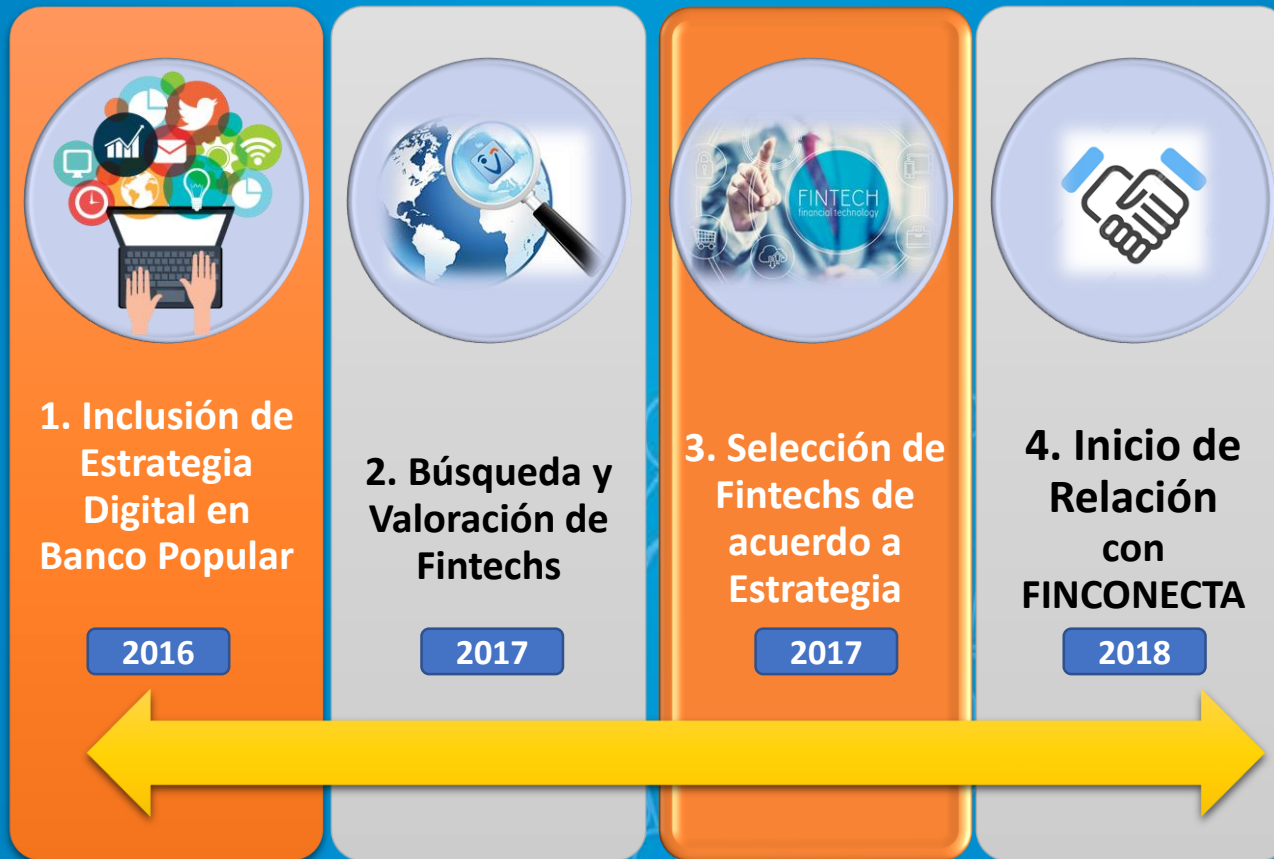 FINTECH
financial technology
1. Inclusión de
Estrategia
Digital en
Banco Popular
2016
2. Búsqueda y
Valoración de
Fintechs
2017
3. Selección de
Fintechs de
acuerdo a
Estrategia
2017
4. Inicio de
Relación
con
FINCONECTA
2018